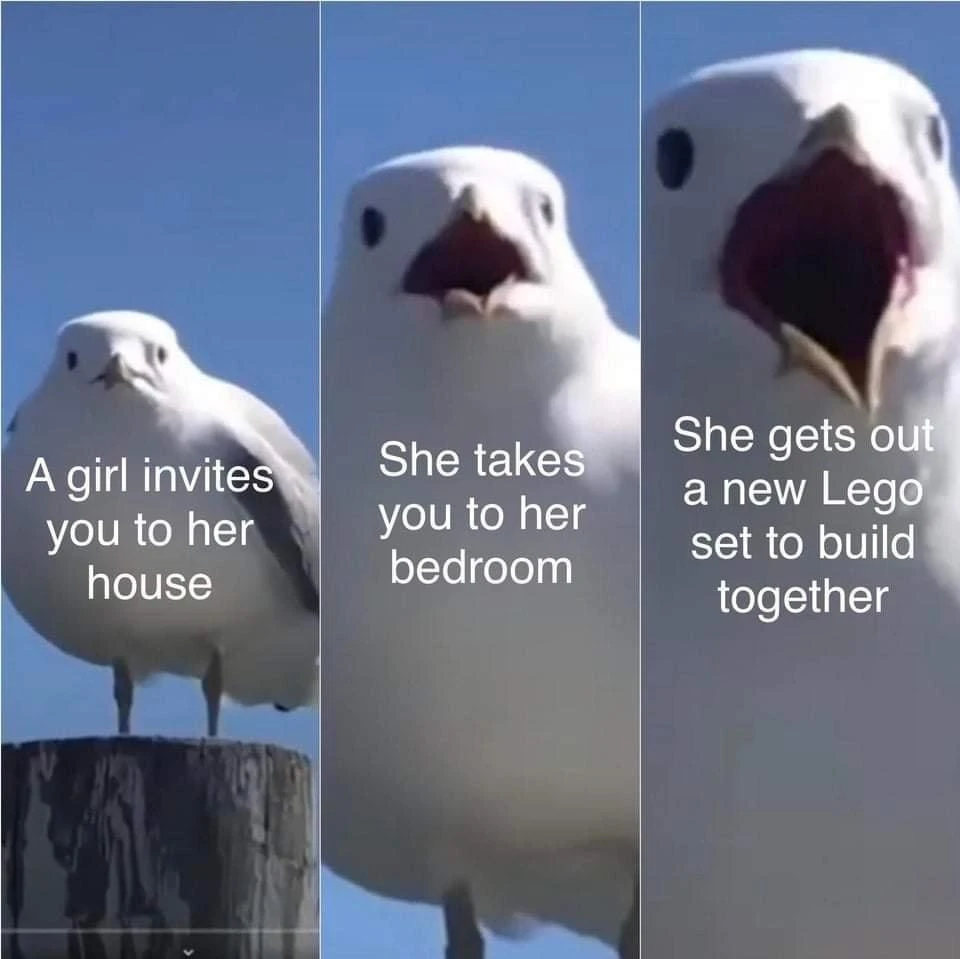 A girl invites
you to her
house
She takes
you to her
bedroom
She gets out
a new Lego
set to build
together